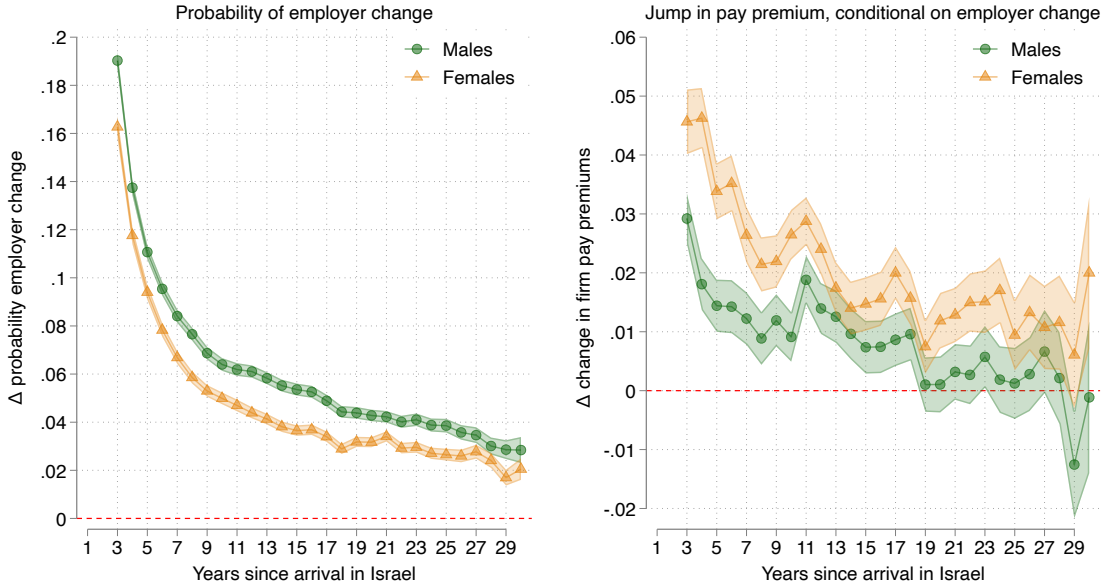 Probability of employer change
Δ probability employer change
.2
.18
.16
.14
.12
.1
.08
.06
.04
.02
0
Males
Females
1 3 5 7 9 11 13 15 17 19 21 23 25 27 29
Years since arrival in Israel
Jump in pay premium, conditional on employer change
Δ change in firm pay premiums
.06
.05
.04
.03
.02
.01
0
-.01
-.02
Males
Females
1 3 5 7 9 11 13 15 17 19 21 23 25 27 29
Years since arrival in Israel